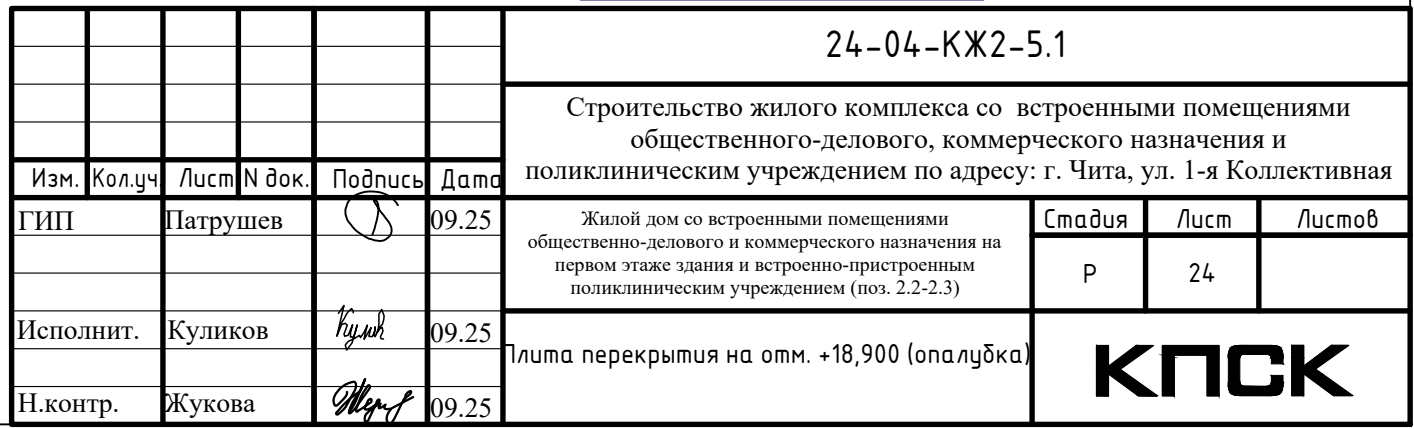 24-04-КЖ2-5.1
Строительство жилого комплекса со встроенными помещениями
общественного-делового, коммерческого назначения и
поликлиническим учреждением по адресу: г. Чита, ул. 1-я Коллективная
Изм. Кол.уч. Лист N док. Подпись Дата
ГИП Патрушев 09.25
Жилой дом со встроенными помещениями
общественно-делового и коммерческого назначения на
первом этаже здания и встроенно-пристроенным
поликлиническим учреждением (поз. 2.2-2.3)
Стадия Лист Листов
Р 24
Исполнит. Куликов 09.25
Плита перекрытия на отм. +18,900 (опалубка)
КПСК
Н.контр. Жукова 09.25